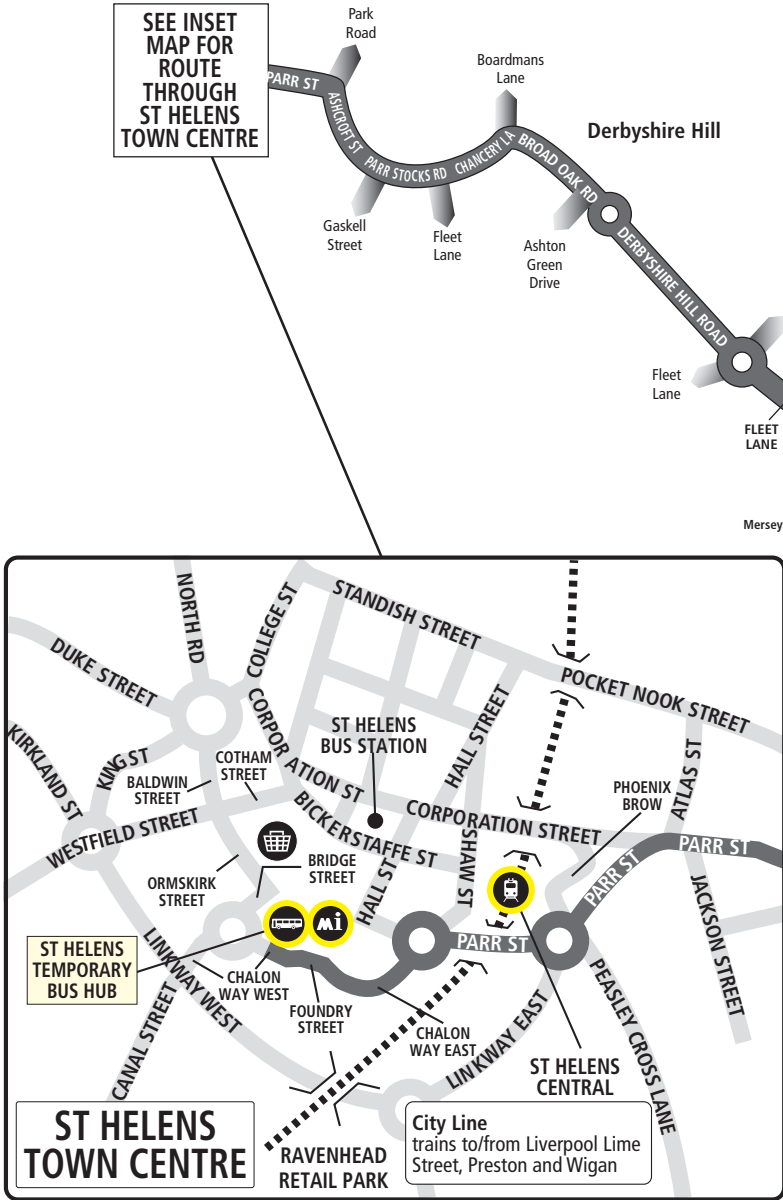 SEE INSET
MAP FOR
ROUTE
THROUGH
ST HELENS
TOWN CENTRE
PARR ST
Park
Road
ASHCROFT ST
PARR STOCKS RD
CHANCERY LA
Boardmans
Lane
BROAD OAK RD
Derbyshire Hill
Gaskell
Street
Fleet
Lane
Ashton
Green
Drive
DERBYSHIRE HILL ROAD
Fleet
Lane
FLEET
LANE
Mersey
NORTH RD
COLLEGE ST
STANDISH STREET
DUKE STREET
POCKET NOOK STREET
KIRKLAND ST
KING ST
BALDWIN
STREET
COTHAM
STREET
CORPORATION ST
ST HELENS
BUS STATION
HALL STREET
ATLAS ST
PHOENIX
BROW
WESTFIELD STREET
BICKERSTAFFE ST
CORPORATION STREET
SHAW ST
PARR ST
PARR ST
ORMSKIRK
STREET
BRIDGE
STREET
HALL ST
JACKSON STREET
mi
PARR ST
ST HELENS
TEMPORARY
BUS HUB
LINKWAY WEST
CHALON
WAY WEST
FOUNDRY
STREET
CHALON
WAY EAST
LINKWAY EAST
PEASLEY CROSS LANE
CANAL STREET
ST HELENS
CENTRAL
ST HELENS
TOWN CENTRE
RAVENHEAD
RETAIL PARK
City Line
trains to/from Liverpool Lime
Street, Preston and Wigan